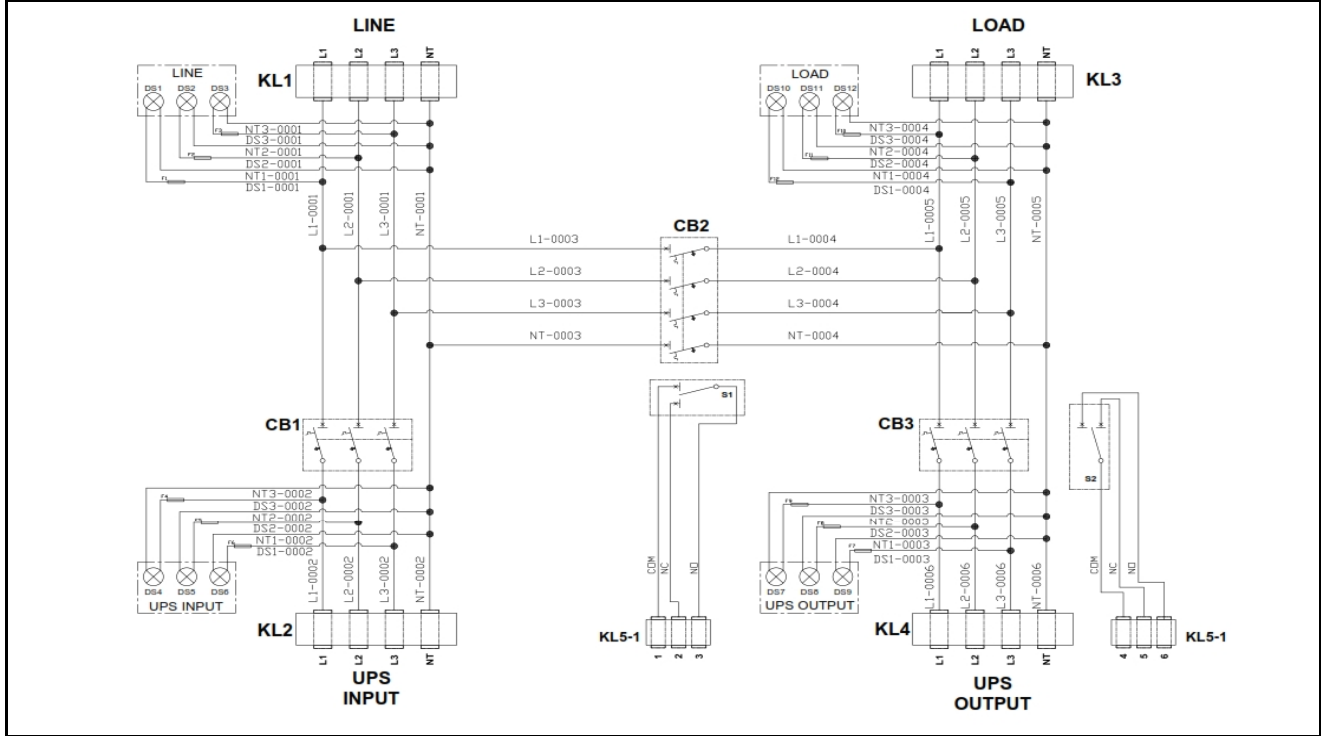 LINE
LOAD
L1 L2 L3 NT
L1 L2 L3 NT
KL1
KL3
LINE
DS1 DS2 DS3
LOAD
DS10 DS11 DS12
NT3-0001
DS3-0001
NT2-0001
DS2-0001
NT1-0001
DS1-0001
NT3-0004
DS3-0004
NT2-0004
DS2-0004
NT1-0004
DS1-0004
L1-0001 L2-0001 L3-0001 NT-0001
L1-0005 L2-0005 L3-0005 NT-0005
CB2
L1-0003 L1-0004
L2-0003 L2-0004
L3-0003 L3-0004
NT-0003 NT-0004
S1
CB1
CB3
S2
NT3-0002
DS3-0002
NT2-0002
DS2-0002
NT1-0002
DS1-0002
NT3-0003
DS3-0003
NT2-0003
DS2-0003
NT1-0003
DS1-0003
L1-0002 L2-0002 L3-0002 NT-0002
COM NC NO
L1-0006 L2-0006 L3-0006 NT-0006
COM NC NO
DS4 DS5 DS6
UPS INPUT
DS7 DS8 DS9
UPS OUTPUT
KL2
KL5-1
KL4
KL5-1
L1 L2 L3 NT
1 2 3
L1 L2 L3 NT
4 5 6
UPS
INPUT
UPS
OUTPUT